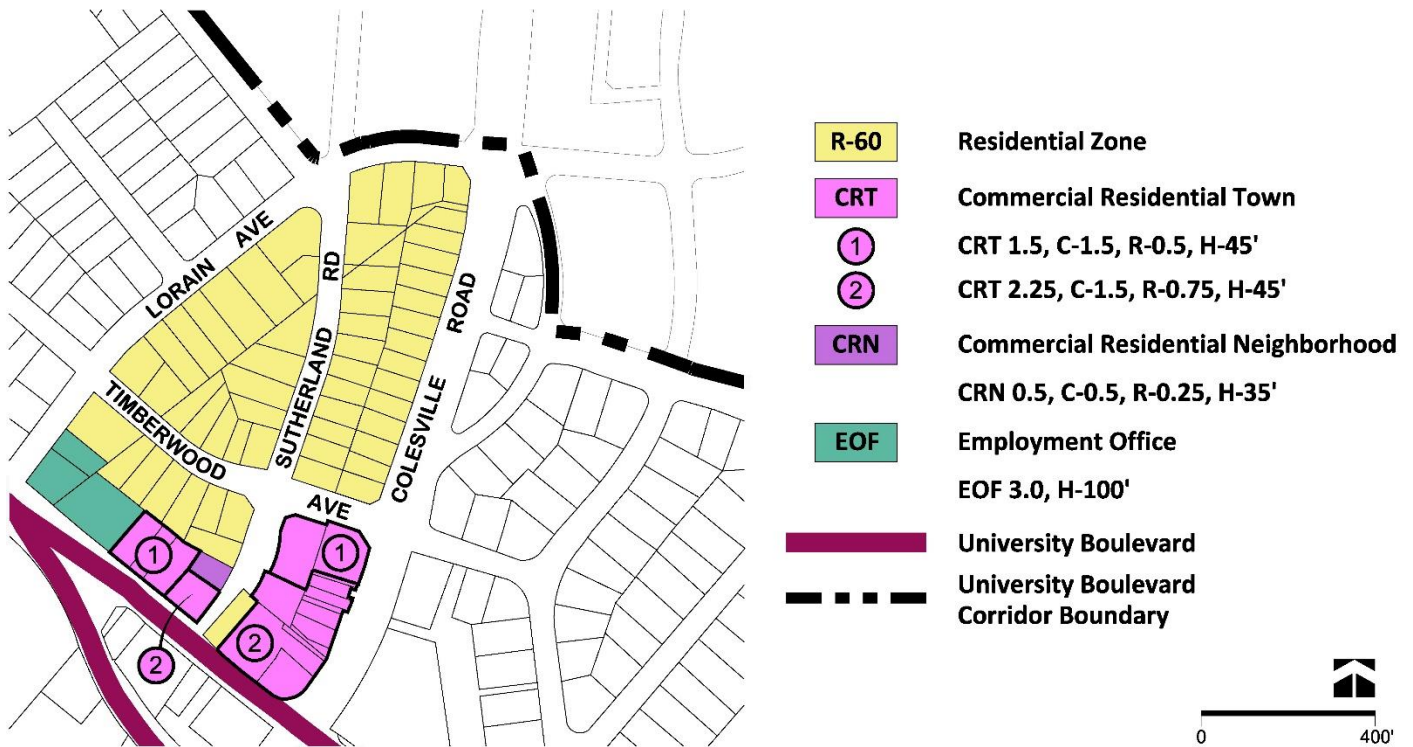 LORAIN AVE
SUTHERLAND RD
COLESVILLE ROAD
TIMBERWOOD AVE
1
1
2
2
R-60 Residential Zone
CRT Commercial Residential Town
1 CRT 1.5, C-1.5, R-0.5, H-45'
2 CRT 2.25, C-1.5, R-0.75, H-45'
CRN Commercial Residential Neighborhood
CRN 0.5, C-0.5, R-0.25, H-35'
EOF Employment Office
EOF 3.0, H-100'
University Boulevard
University Boulevard
Corridor Boundary
0 400'